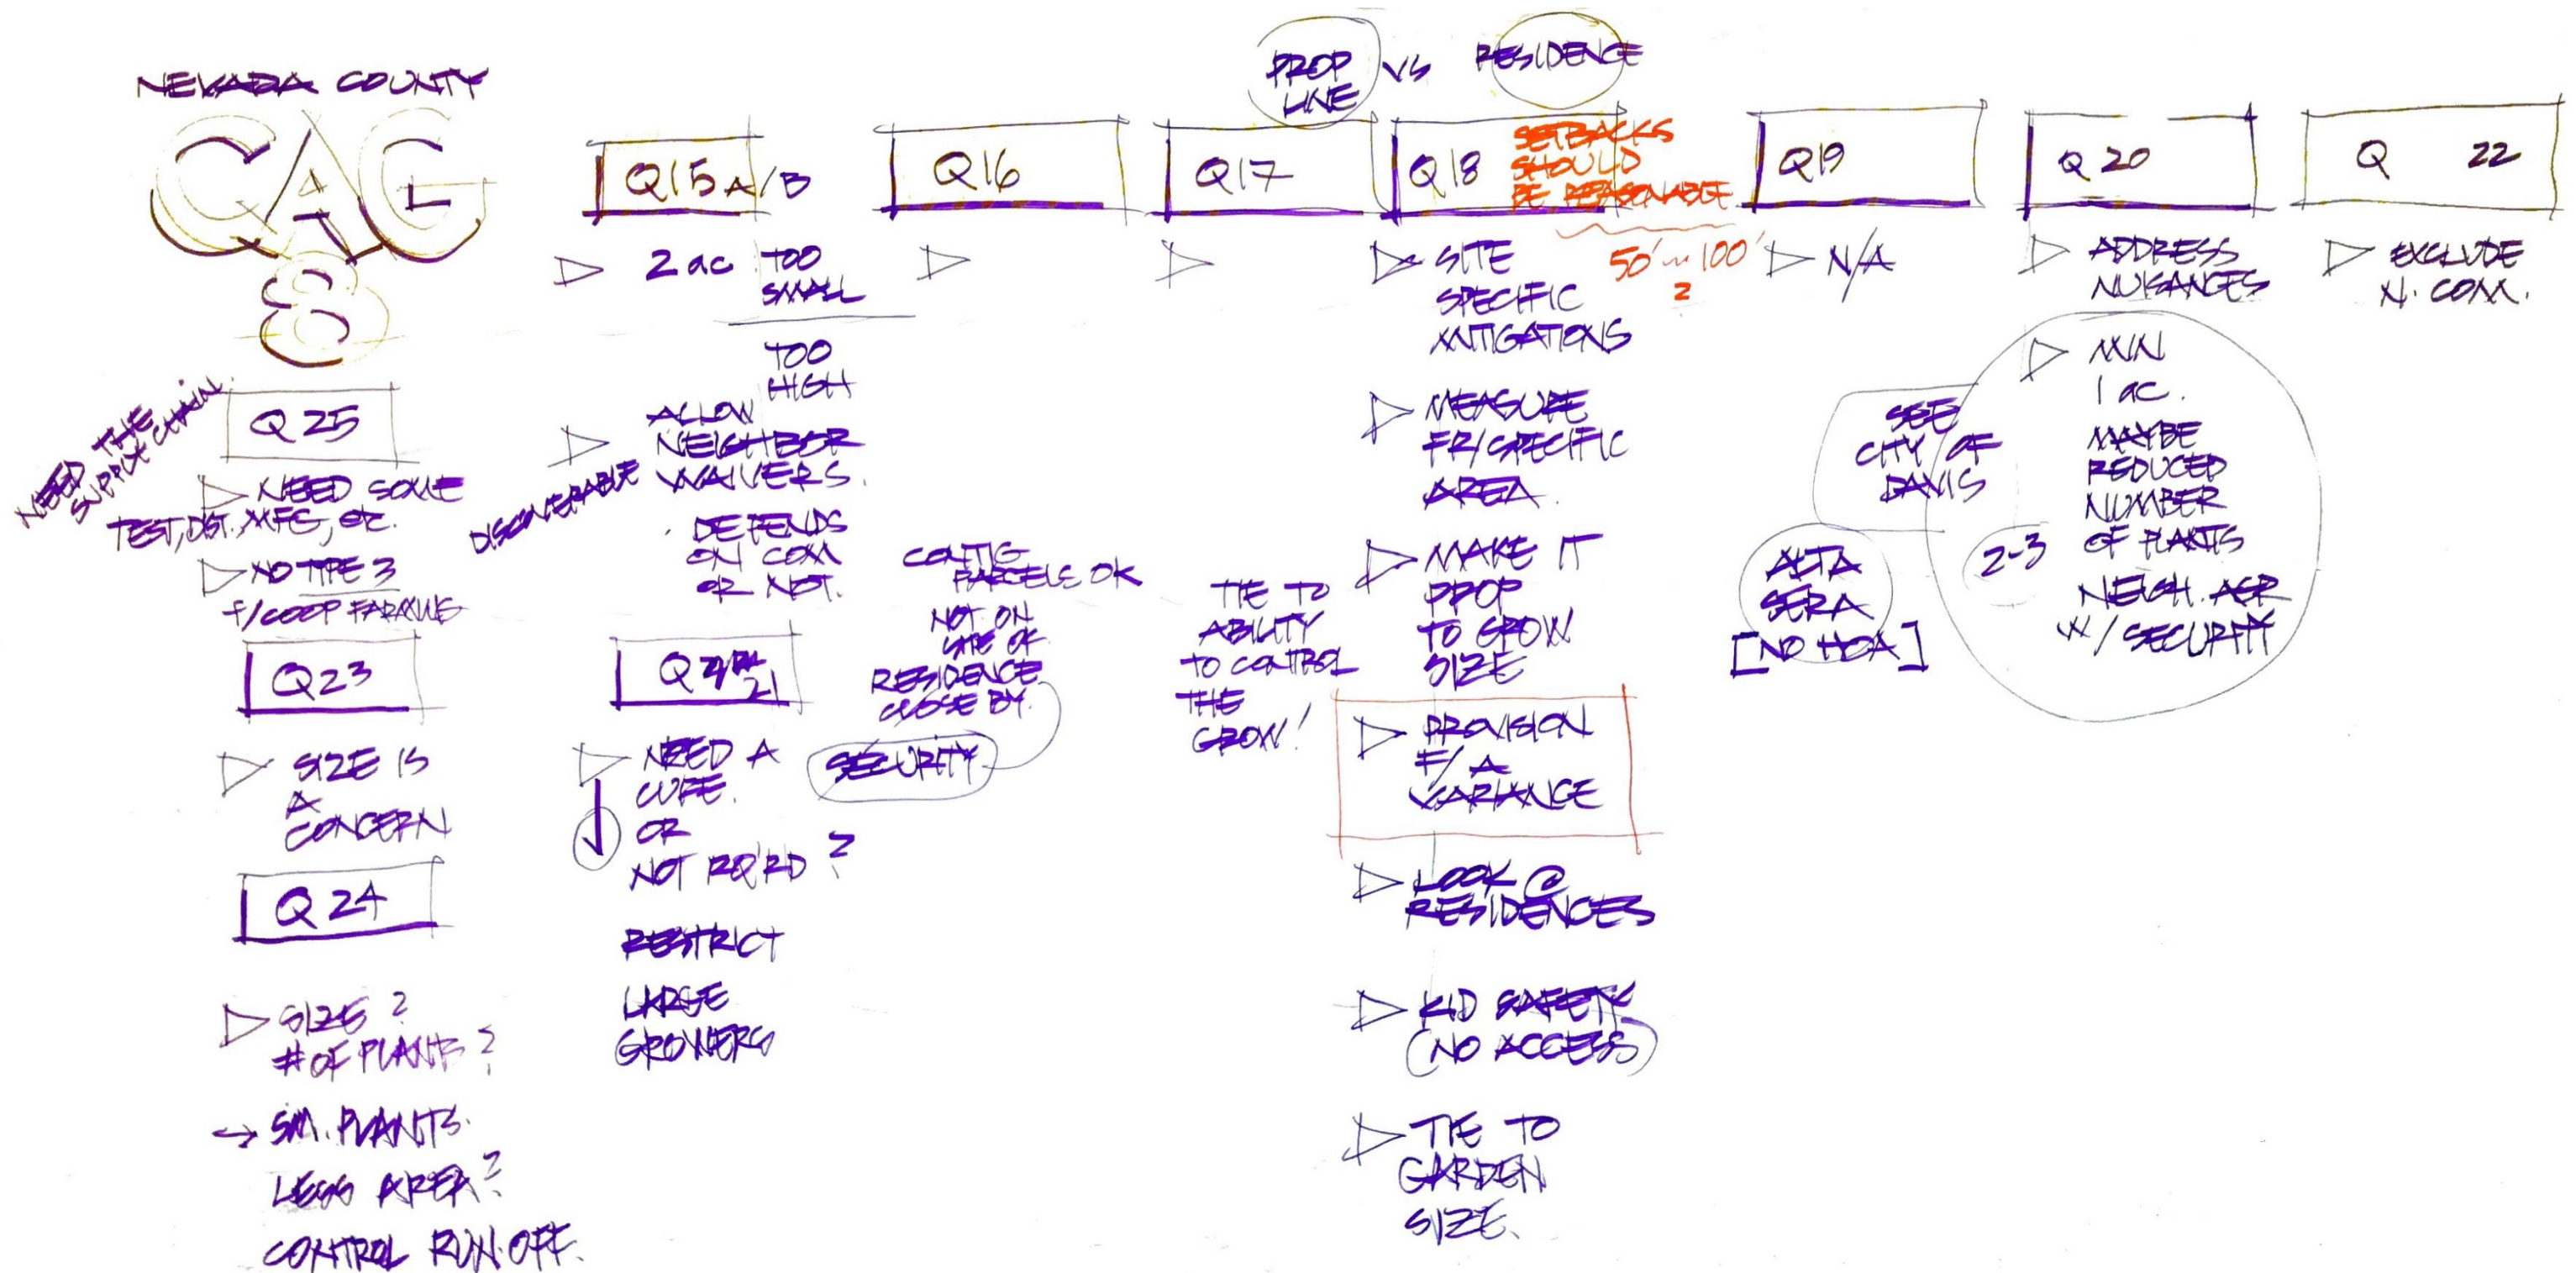 NEVADA COUNTY
CAG
8
NEED THE
SUPPLY CHAIN.
Q25
NEED SOME
TEST, DIST., MFG, etc.
NO TYPE 3
f/COOP FARMING
Q23
SIZE IS
A
CONCERN
Q24
SIZE?
# OF PLANTS?
→ SM. PLANTS.
LESS AREA?
CONTROL RUN.OFF.
Q15 A/B
2 ac TOO
SMALL
TOO
HIGH
ALLOW
NEIGHBOR
WAIVERS.
DEPENDS
ON COM
OR NOT.
Q 21
NEED A
OR
NOT RQ'RD ?
RESTRICT
LARGE
GROWERS
Q16
CONTIG
PARCELS OK
NOT ON
SITE OK
RESIDENCE
CLOSE BY.
SECURITY
Q17
TIE TO
ABILITY
TO CONTROL
THE
GROW!
PROP
LINE
VS RESIDENCE
Q18
SETBACKS
SHOULD
BE REASONABLE
50' ~ 100'
?
SITE
SPECIFIC
MITIGATIONS
MEASURE
FR/SPECIFIC
AREA.
MAKE IT
PROP
TO GROW
SIZE
PROVISION
F/A
VARIANCE
LOOK @
RESIDENCES
KID SAFETY
(NO ACCESS)
TIE TO
GARDEN
SIZE.
Q19
N/A
SEE
CITY OF
DAVIS
ALTA
SERA
[NO HOA]
Q 20
ADDRESS
NUISANCES
MIN
1 ac.
MAYBE
REDUCED
NUMBER
OF PLANTS
2-3
NEIGH. AGR
W/ SECURITY
Q 22
EXCLUDE
N. COM.